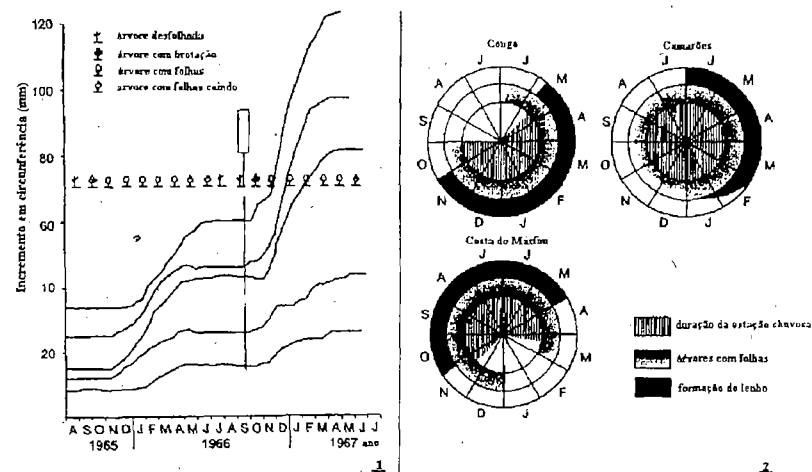 Incremento em circunferência (mm)
120
100
80
60
10
20
árvore desfolhada
árvore com brotação
árvore com folhas
árvore com folhas caindo
A S O N D J F M A M J J A S O N D J F M A M J J
1965 1966 1967 ano
1
Congo
J J M A M F J D N O S A
Camarões
J J M A M F J D N O S A
Costa do Marfim
J J M A M F J D N O S A
duração da estação chuvosa
árvores com folhas
formação do lenho
2